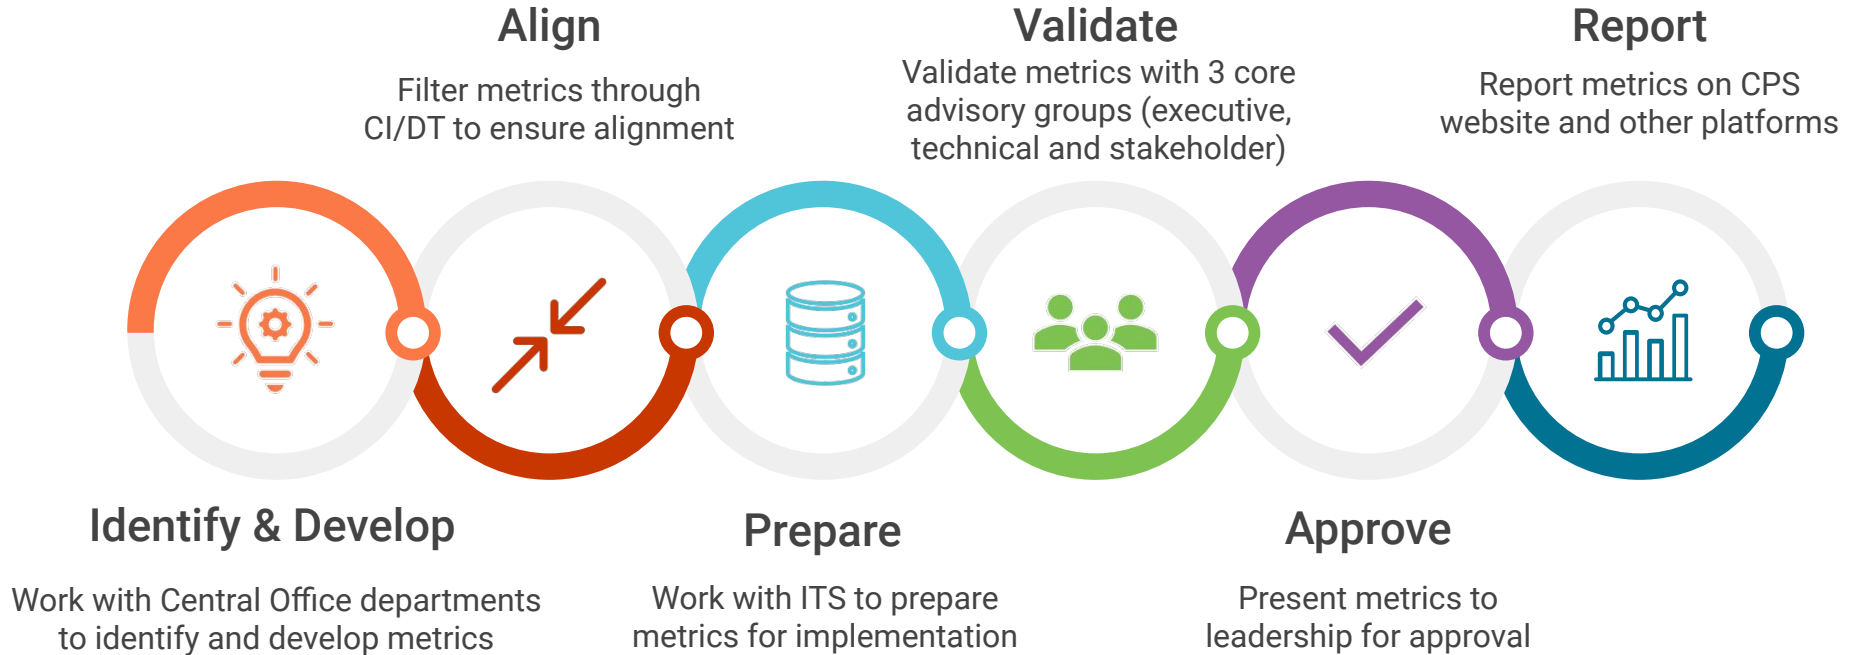 Align
Filter metrics through
CI/DT to ensure alignment
Validate
Validate metrics with 3 core
advisory groups (executive,
technical and stakeholder)
Report
Report metrics on CPS
website and other platforms
Identify & Develop
Work with Central Office departments
to identify and develop metrics
Prepare
Work with ITS to prepare
metrics for implementation
Approve
Present metrics to
leadership for approval